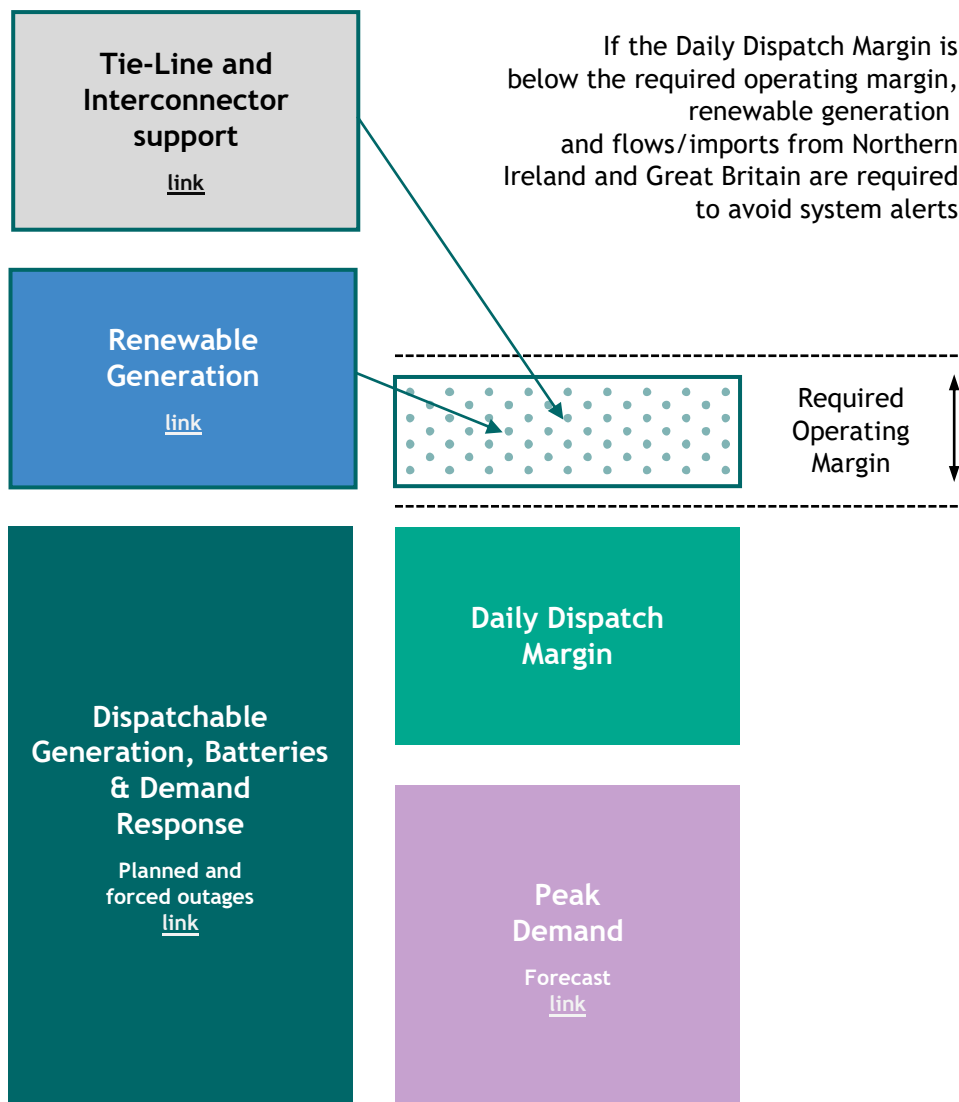 Tie-Line and
Interconnector
support
link
If the Daily Dispatch Margin is
below the required operating margin,
renewable generation
and flows/imports from Northern
Ireland and Great Britain are required
to avoid system alerts
Renewable
Generation
link
Required
Operating
Margin
Dispatchable
Generation, Batteries
& Demand
Response
Planned and
forced outages
link
Daily Dispatch
Margin
Peak
Demand
Forecast
link